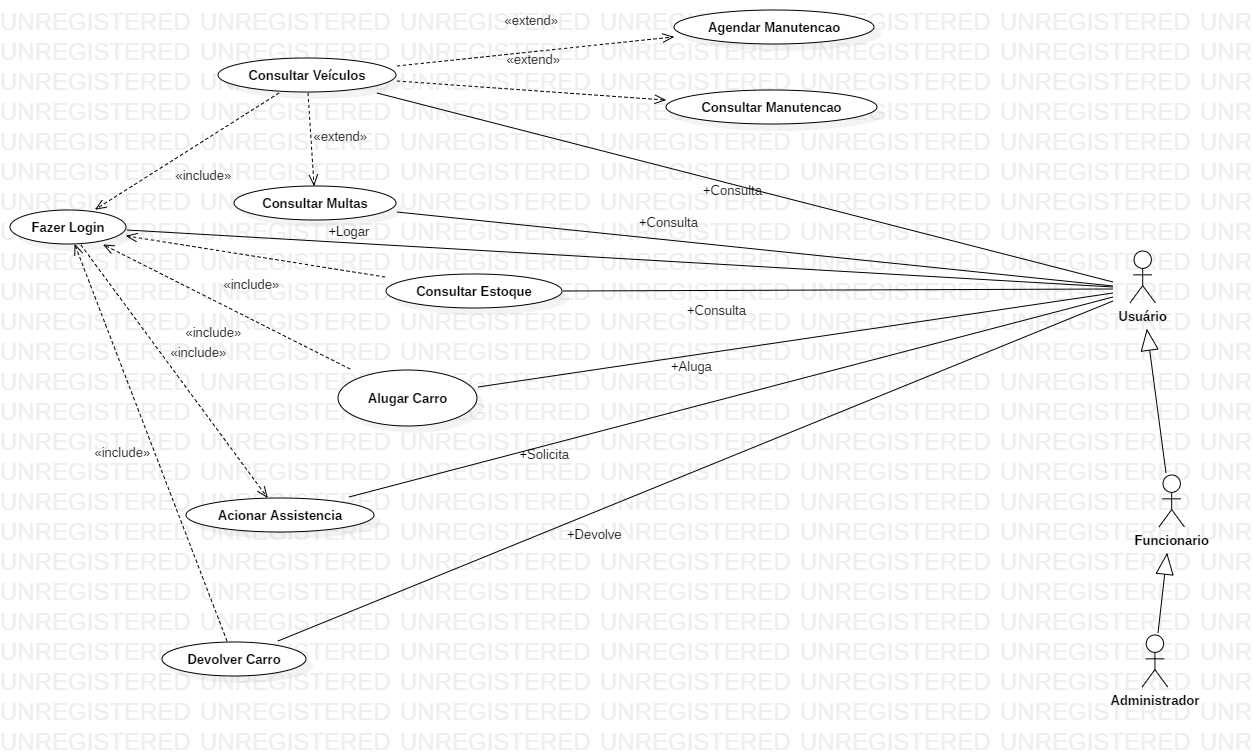 «extend»
Agendar Manutencao
«extend»
Consultar Veículos
Consultar Manutencao
«extend»
«include»
+Consulta
Consultar Multas
+Consulta
Fazer Login
+Logar
«include»
Consultar Estoque
+Consulta
Usuário
«include»
«include»
+Aluga
Alugar Carro
«include»
+Solicita
Acionar Assistencia
+Devolve
Funcionario
Devolver Carro
Administrador
UNREGISTERED